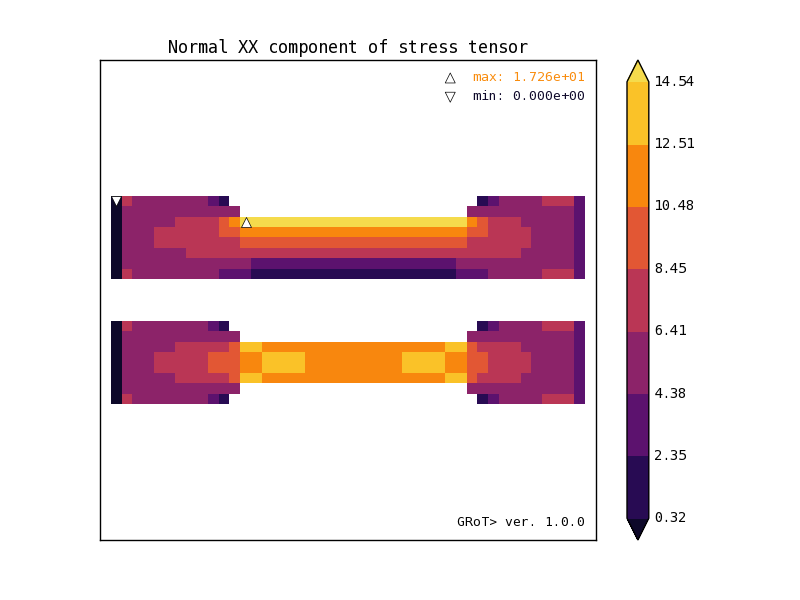 Normal XX component of stress tensor
△ max: 1.726e+01
▽ min: 0.000e+00
14.54
12.51
10.48
8.45
6.41
4.38
2.35
0.32
GRoT> ver. 1.0.0